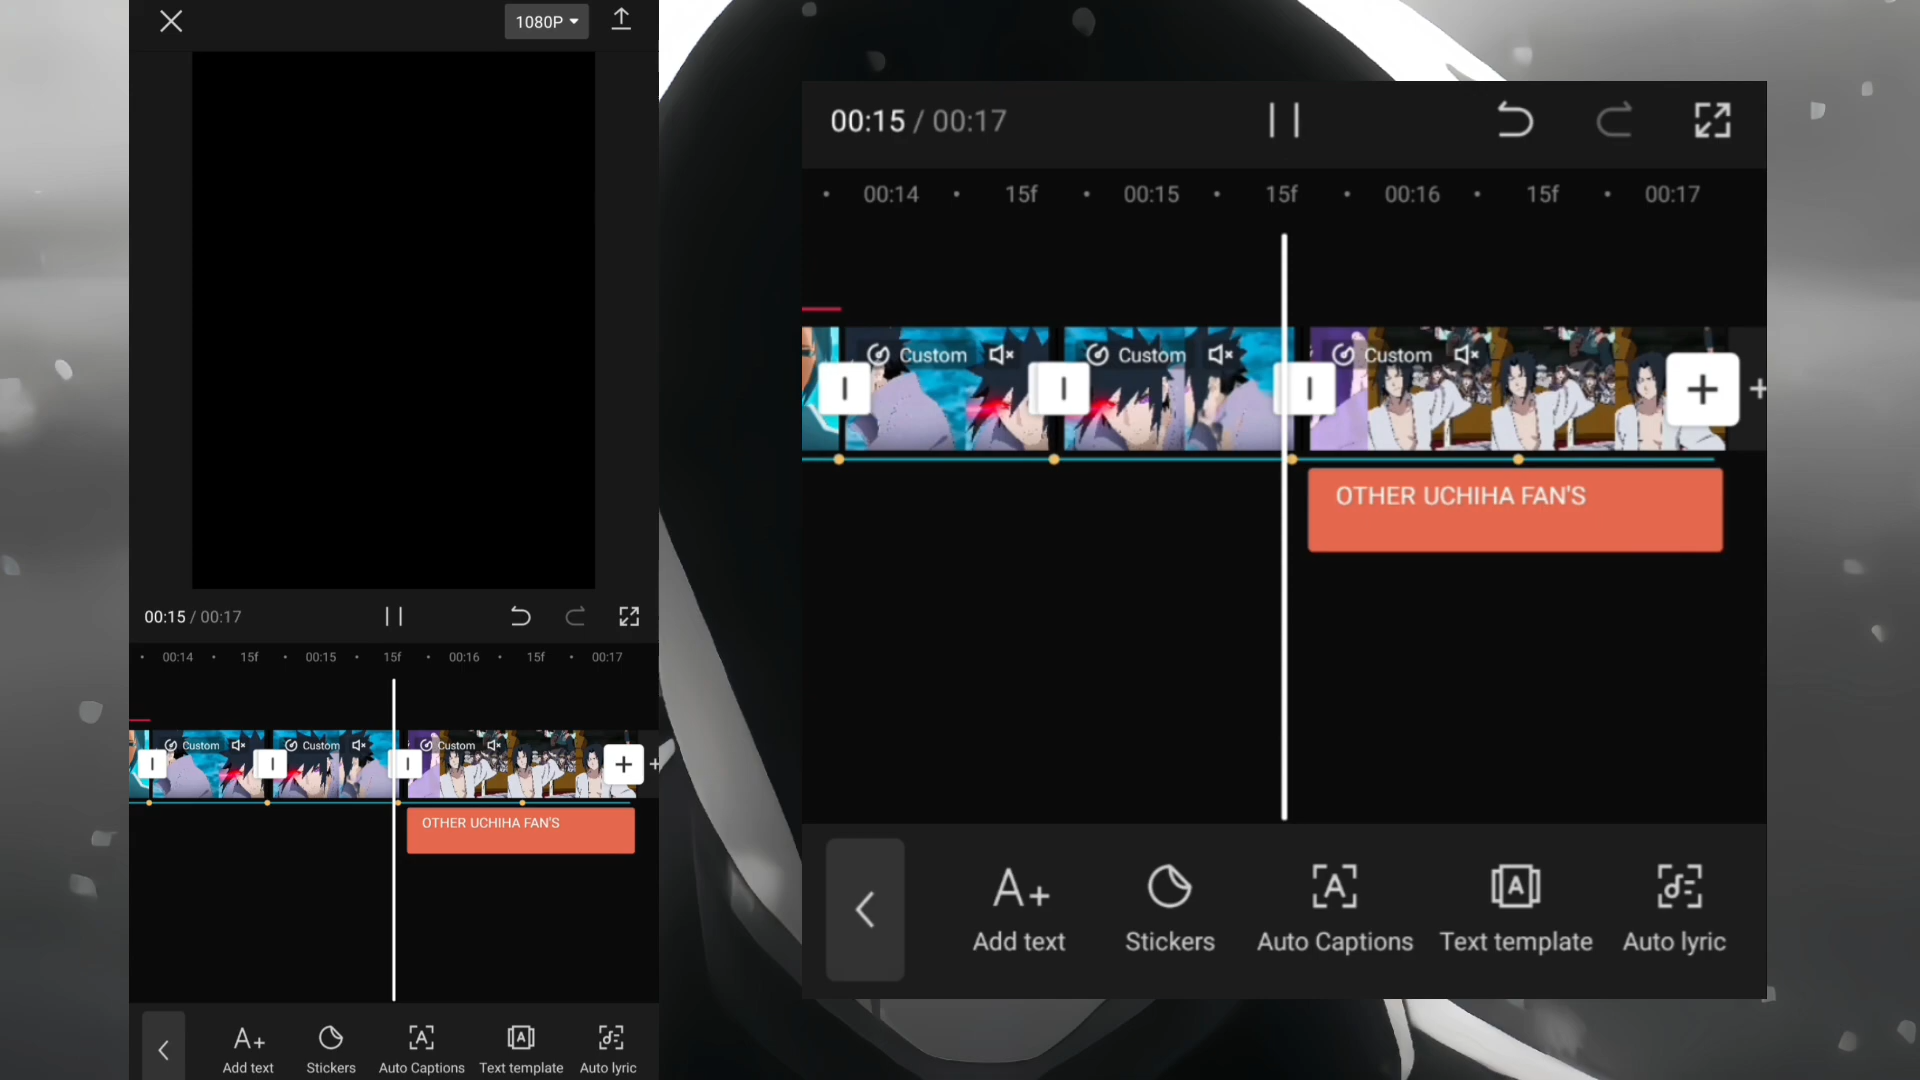 1080P
00:15 / 00:17
00:14 15f 00:15 15f 00:16 15f 00:17
Custom Custom Custom
OTHER UCHIHA FAN'S
Add text Stickers Auto Captions Text template Auto lyric
00:15 / 00:17
00:14 15f 00:15 15f 00:16 15f 00:17
Custom Custom Custom
OTHER UCHIHA FAN'S
Add text Stickers Auto Captions Text template Auto lyric